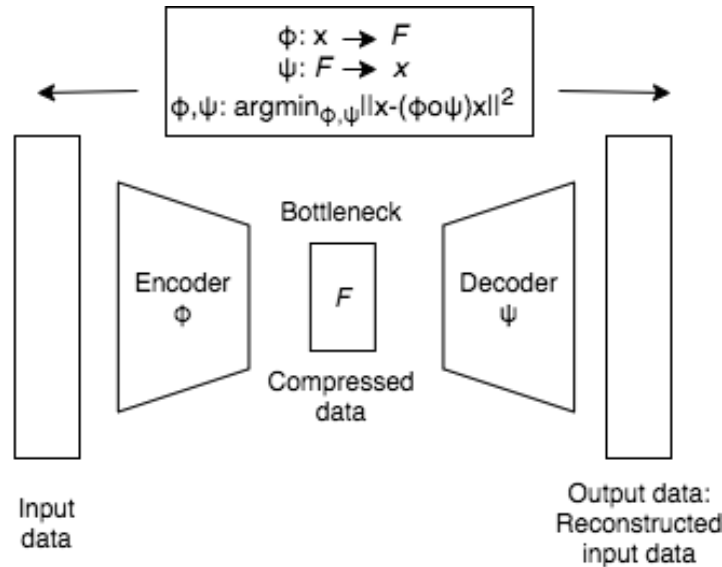 ϕ: x → F
ψ: F → x
ϕ,ψ: argminϕ,ψ||x-(ϕoψ)x||²
Bottleneck
Encoder
ϕ
F
Decoder
ψ
Compressed
data
Input
data
Output data:
Reconstructed
input data